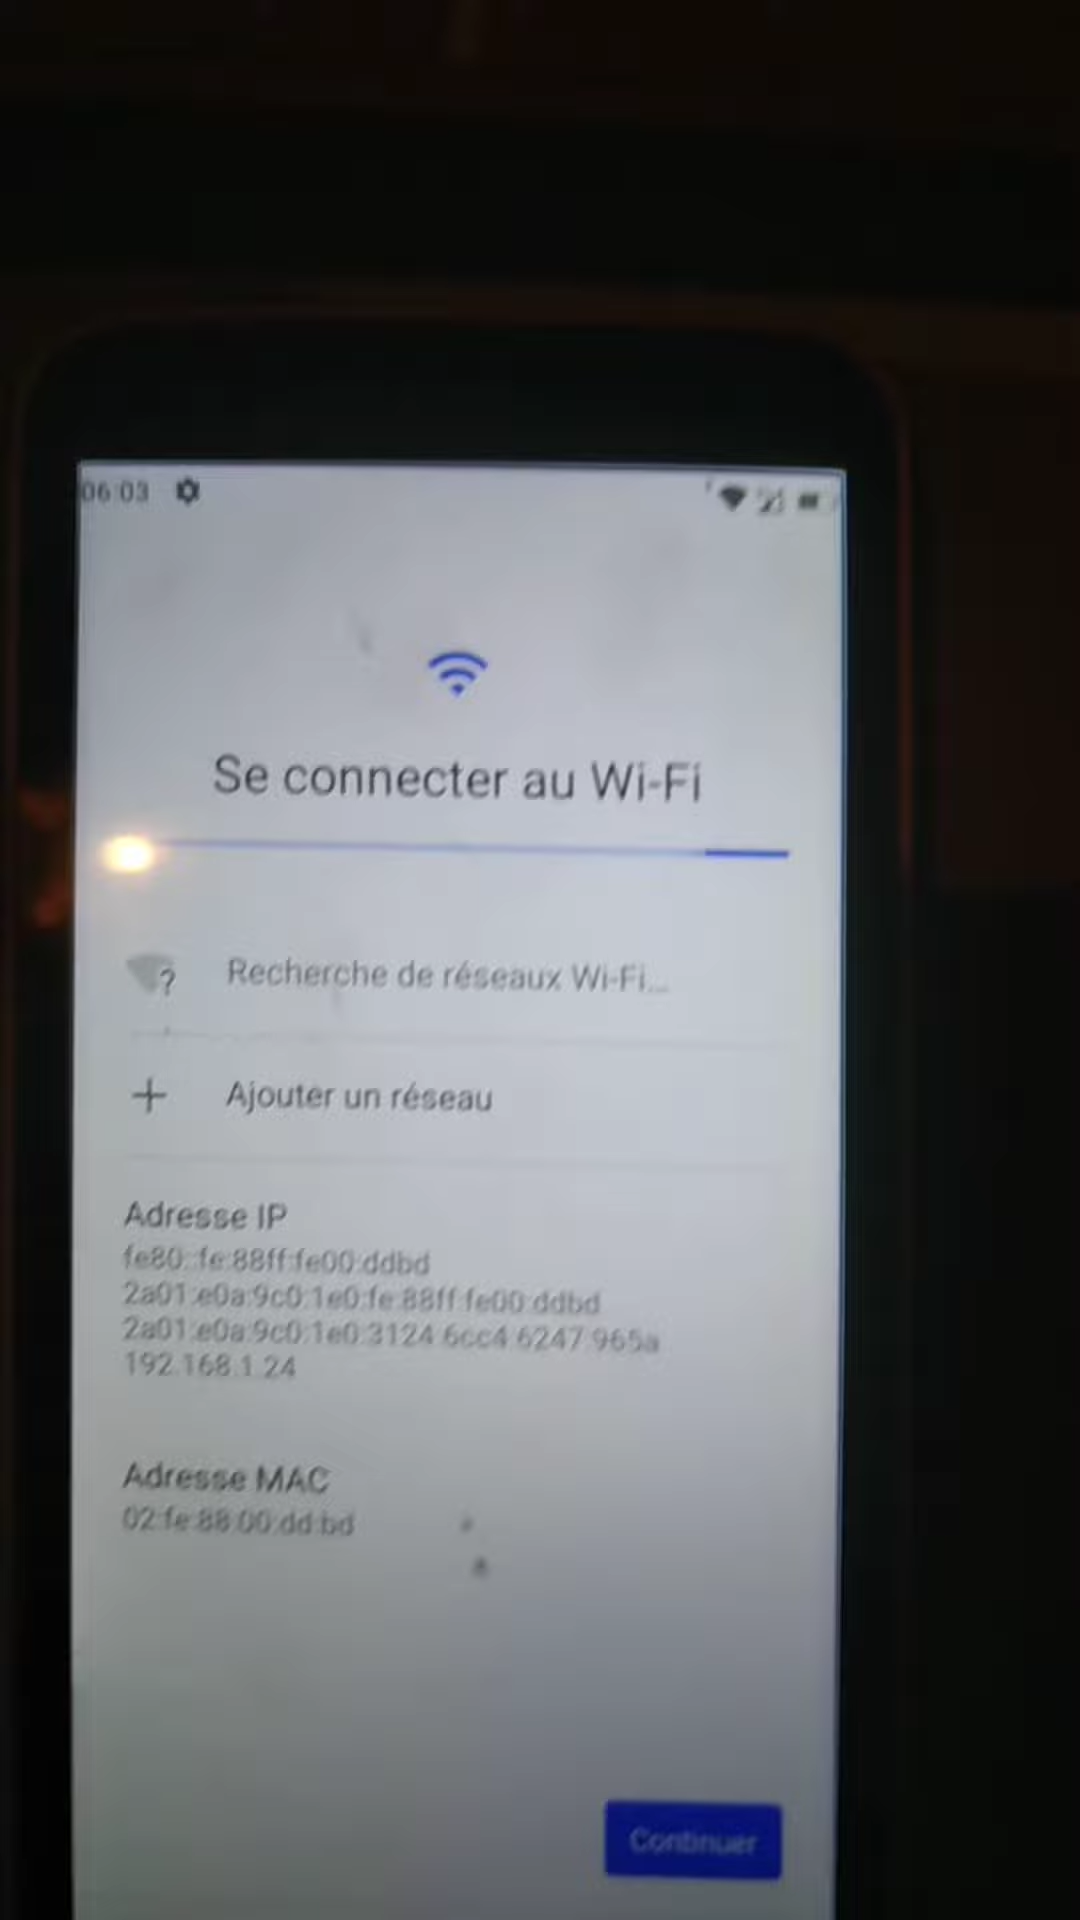 06:03
Se connecter au Wi-Fi
?
Recherche de réseaux Wi-Fi...
+ Ajouter un réseau
Adresse IP
fe80::fe:88ff:fe00:ddbd
2a01:e0a:9c0:1e0:fe:88ff:fe00:ddbd
2a01:e0a:9c0:1e0:3124:6cc4:6247:965a
192.168.1.24
Adresse MAC
02:fe:88:00:dd:bd
Continuer